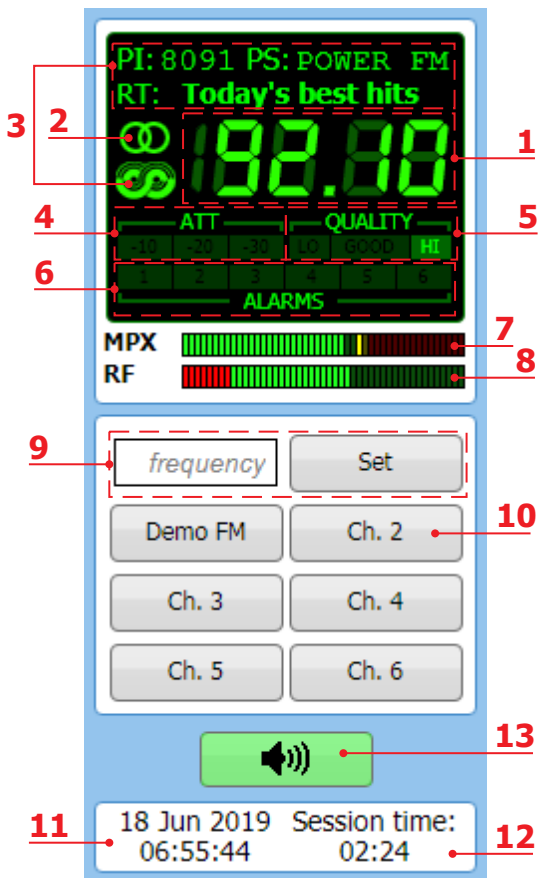 PI: 8091 PS: POWER FM
RT: Today's best hits
3 2
92.10 1
4 ATT QUALITY 5
-10 -20 -30 LO GOOD HI
6 1 2 3 4 5 6
ALARMS
MPX 7
RF 8
9 frequency Set
Demo FM Ch. 2 10
Ch. 3 Ch. 4
Ch. 5 Ch. 6
13
11 18 Jun 2019 Session time:
06:55:44 02:24 12